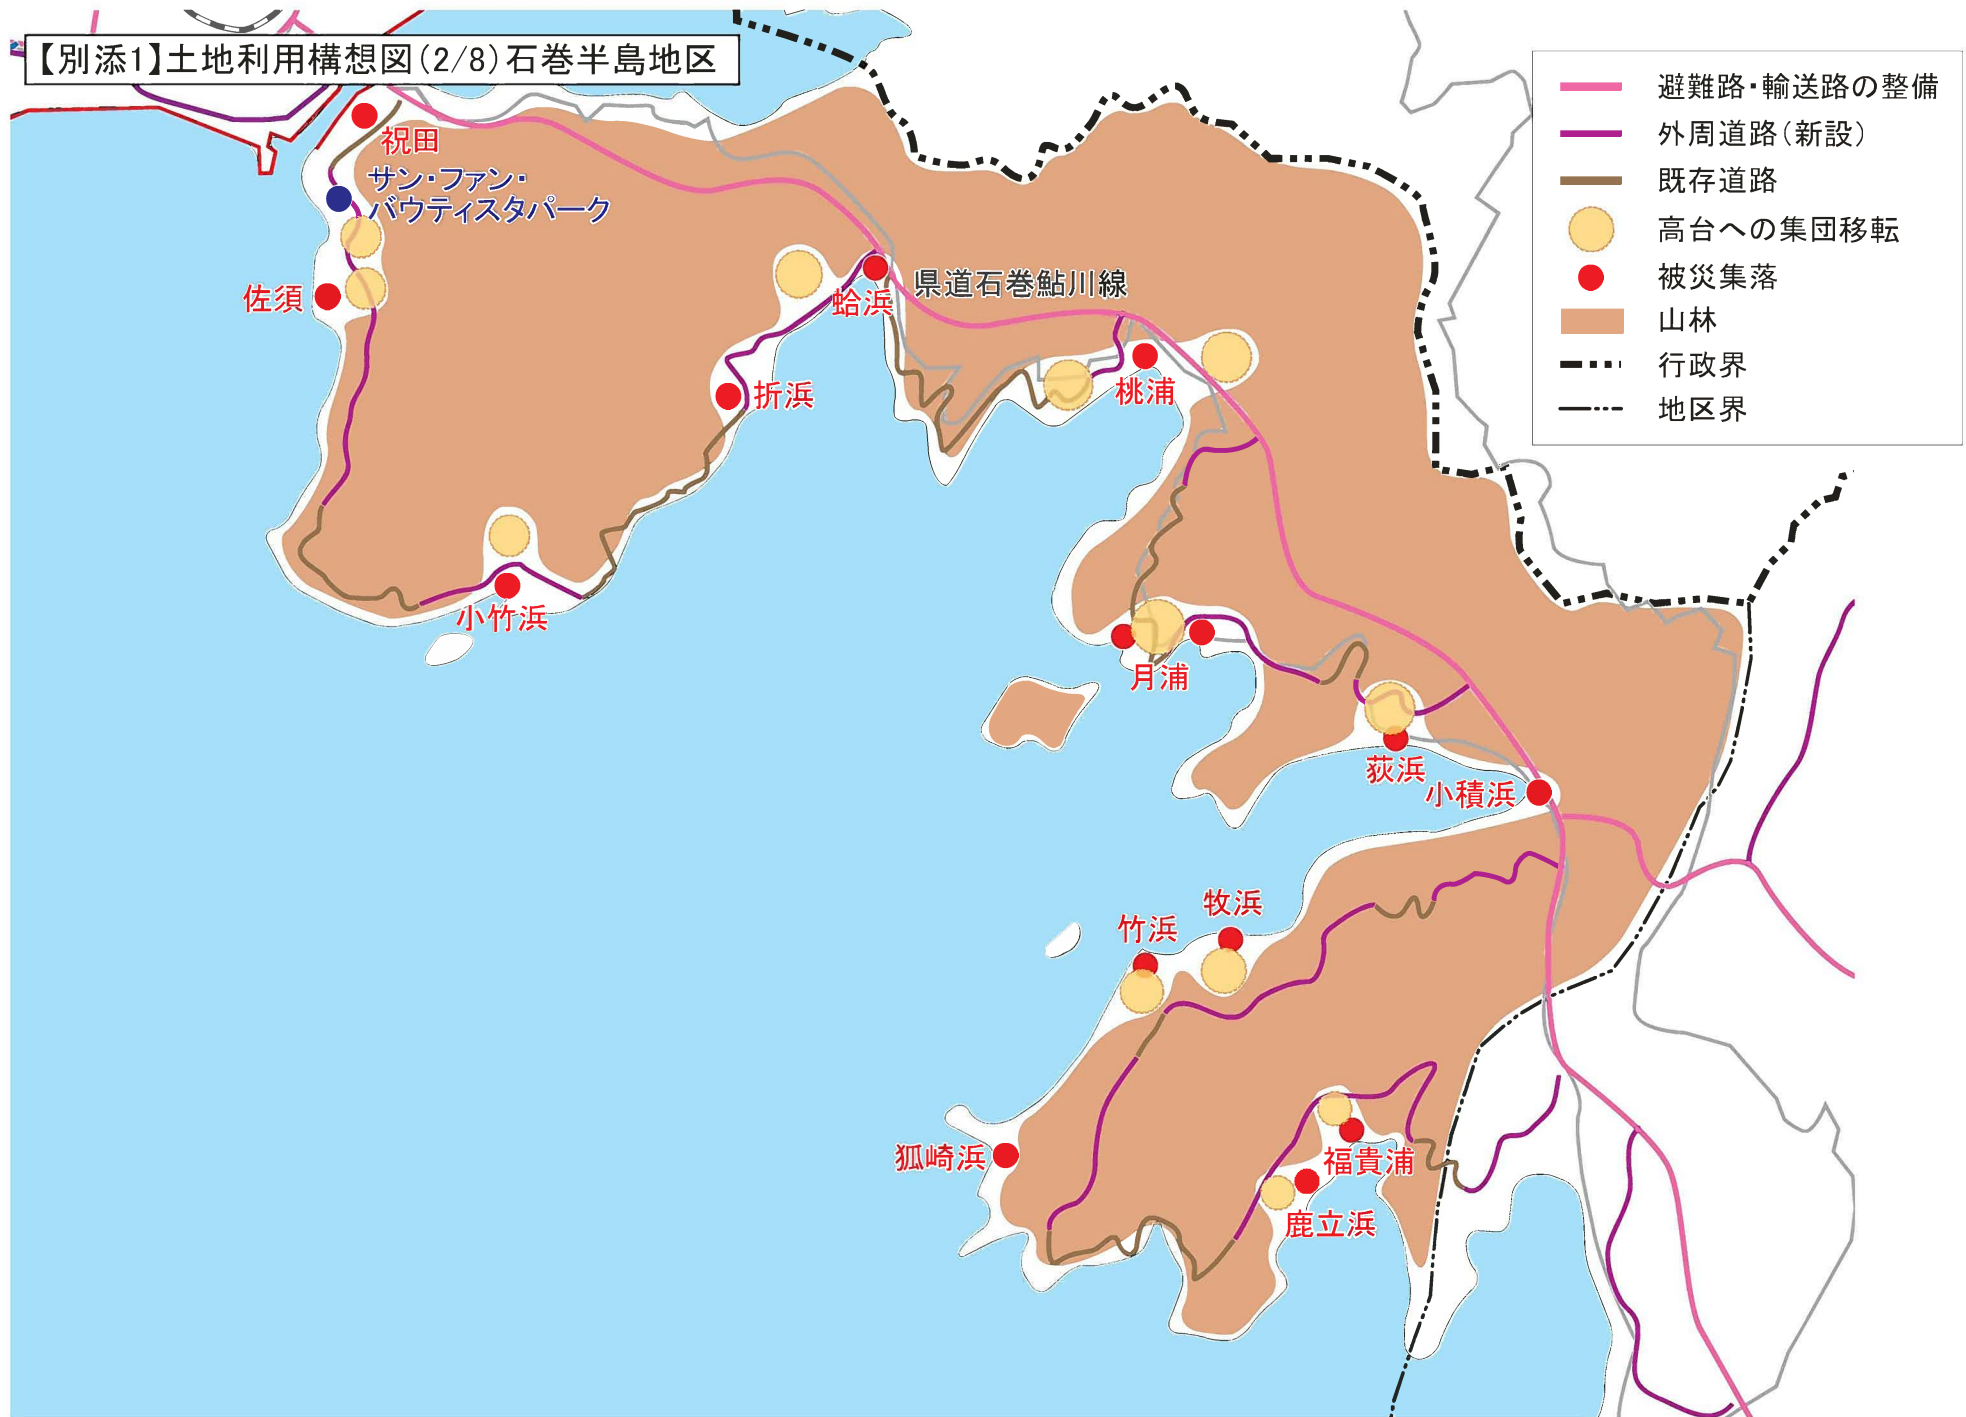 【別添1】土地利用構想図(2/8)石巻半島地区
避難路・輸送路の整備
外周道路(新設)
既存道路
高台への集団移転
被災集落
山林
行政界
地区界
祝田
サン・ファン・
バウティスタパーク
佐須
蛤浜
県道石巻鮎川線
折浜
桃浦
小竹浜
月浦
荻浜
小積浜
牧浜
竹浜
狐崎浜
福貴浦
鹿立浜